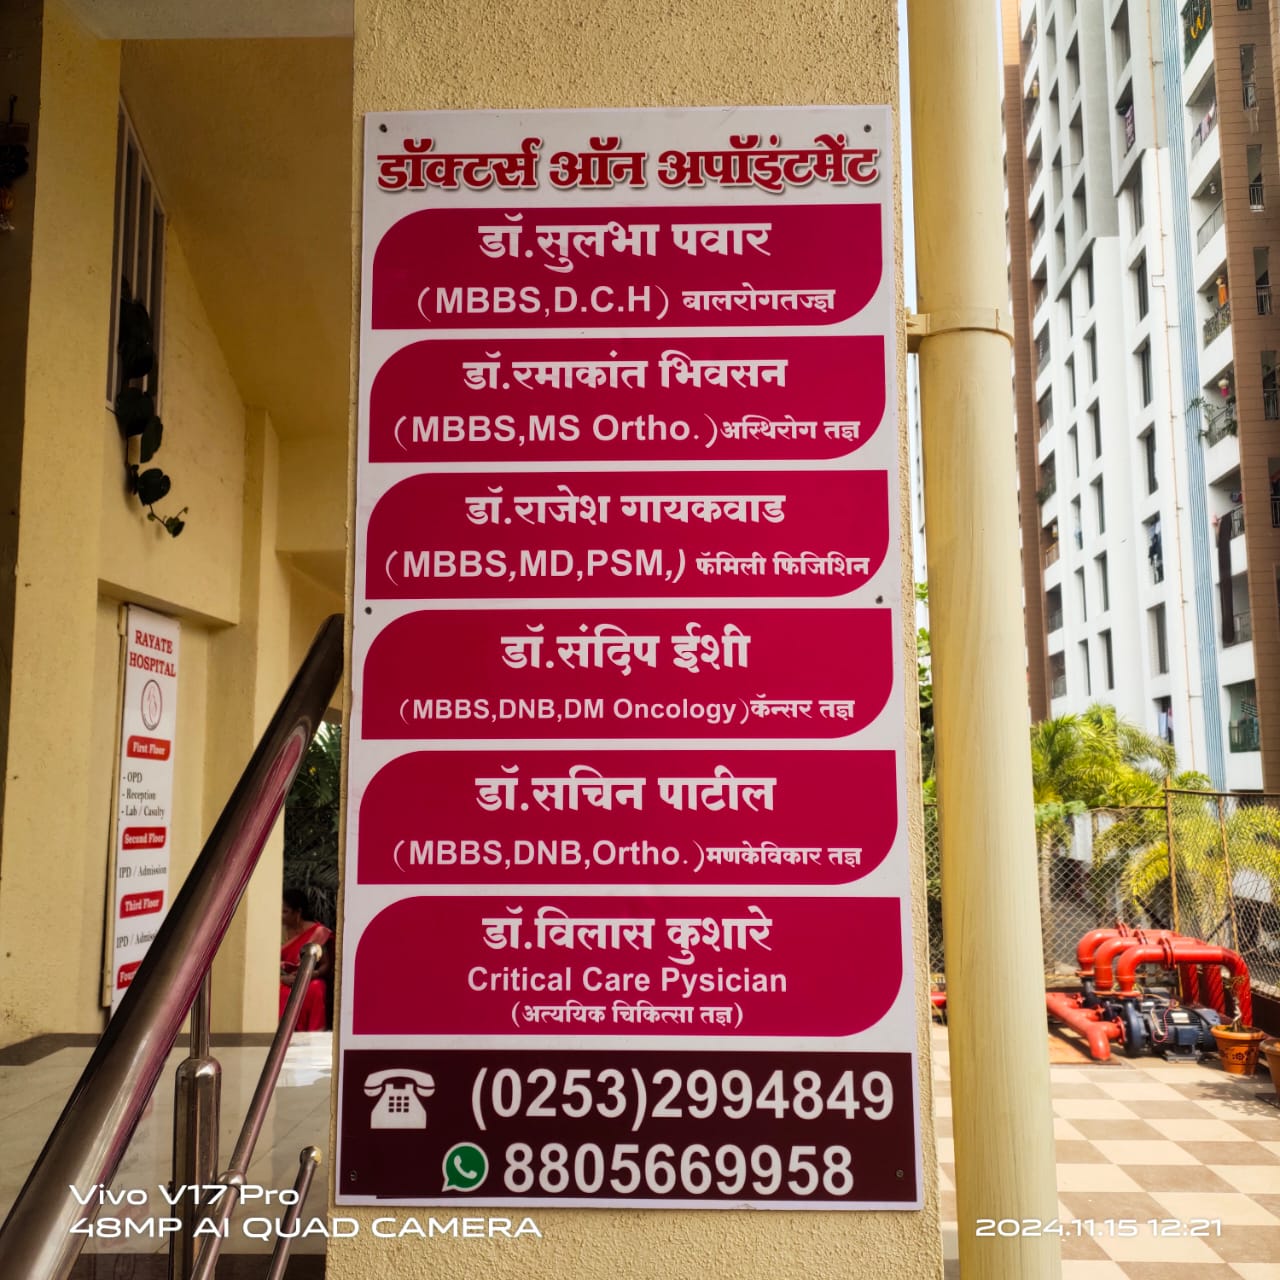 डॉक्टर्स ऑन अपॉइंटमेंट
डॉ.सुलभा पवार
(MBBS,D.C.H) बालरोगतज्ज्ञ
डॉ.रमाकांत भिवसन
(MBBS,MS Ortho.)अस्थिरोग तज्ञ
डॉ.राजेश गायकवाड
(MBBS,MD,PSM,) फॅमिली फिजिशिन
डॉ.संदिप ईशी
(MBBS,DNB,DM Oncology)कॅन्सर तज्ञ
डॉ.सचिन पाटील
(MBBS,DNB,Ortho.)मणकेविकार तज्ञ
डॉ.विलास कुशारे
Critical Care Pysician
(अत्ययिक चिकित्सा तज्ञ)
(0253)2994849
8805669958
RAYATE
HOSPITAL
First Floor
- OPD
- Reception
- Lab / Casulty
Second Floor
IPD / Admission
Third Floor
IPD /
Vivo V17 Pro
48MP AI QUAD CAMERA
2024.11.15 12:21